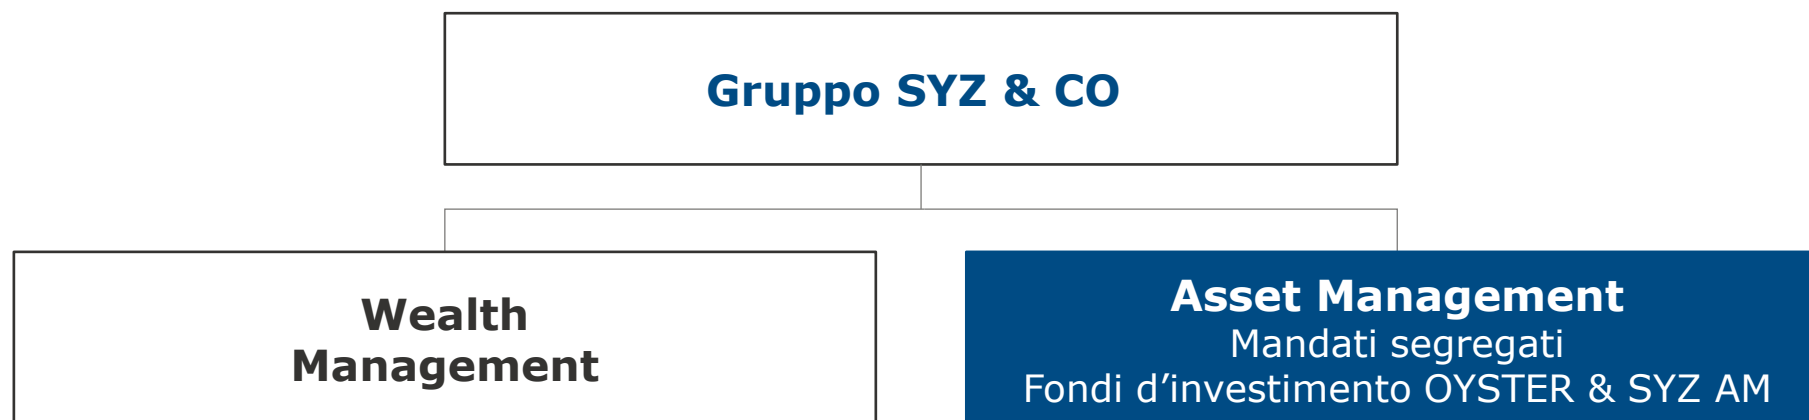 Gruppo SYZ & CO
Wealth
Management
Asset Management
Mandati segregati
Fondi d’investimento OYSTER & SYZ AM